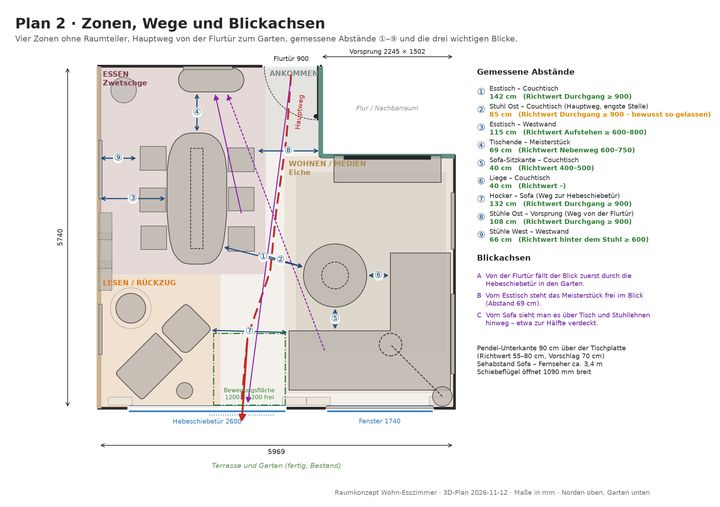 Plan 2 · Zonen, Wege und Blickachsen
Vier Zonen ohne Raumteiler, Hauptweg von der Flurtür zum Garten, gemessene Abstände ①–⑨ und die drei wichtigen Blicke.
Vorsprung 2245 × 1502
Flurtür 900
ESSEN
Zwetschge
ANKOMMEN
Hauptweg
Flur / Nachbarraum
WOHNEN / MEDIEN
Eiche
LESEN / RÜCKZUG
④
⑧
⑨
③
①
②
⑥
⑤
⑦
5740
Bewegungsfläche
1200 × 1200 frei
Hebeschiebetür 2600
Fenster 1740
5969
Terrasse und Garten (fertig, Bestand)
Gemessene Abstände
① Esstisch – Couchtisch
142 cm (Richtwert Durchgang ≥ 900)
② Stuhl Ost – Couchtisch (Hauptweg, engste Stelle)
85 cm (Richtwert Durchgang ≥ 900 – bewusst so gelassen)
③ Esstisch – Westwand
115 cm (Richtwert Aufstehen ≥ 600–800)
④ Tischende – Meisterstück
69 cm (Richtwert Nebenweg 600–750)
⑤ Sofa-Sitzkante – Couchtisch
40 cm (Richtwert 400–500)
⑥ Liege – Couchtisch
40 cm (Richtwert –)
⑦ Hocker – Sofa (Weg zur Hebeschiebetür)
132 cm (Richtwert Durchgang ≥ 900)
⑧ Stühle Ost – Vorsprung (Weg von der Flurtür)
108 cm (Richtwert Durchgang ≥ 900)
⑨ Stühle West – Westwand
66 cm (Richtwert hinter dem Stuhl ≥ 600)
Blickachsen
A Von der Flurtür fällt der Blick zuerst durch die
Hebeschiebetür in den Garten.
B Vom Esstisch steht das Meisterstück frei im Blick
(Abstand 69 cm).
C Vom Sofa sieht man es über Tisch und Stuhllehnen
hinweg – etwa zur Hälfte verdeckt.
Pendel-Unterkante 90 cm über der Tischplatte
(Richtwert 55–80 cm, Vorschlag 70 cm)
Sehabstand Sofa – Fernseher ca. 3,4 m
Schiebeflügel öffnet 1090 mm breit
Raumkonzept Wohn-Esszimmer · 3D-Plan 2026-11-12 · Maße in mm · Norden oben, Garten unten